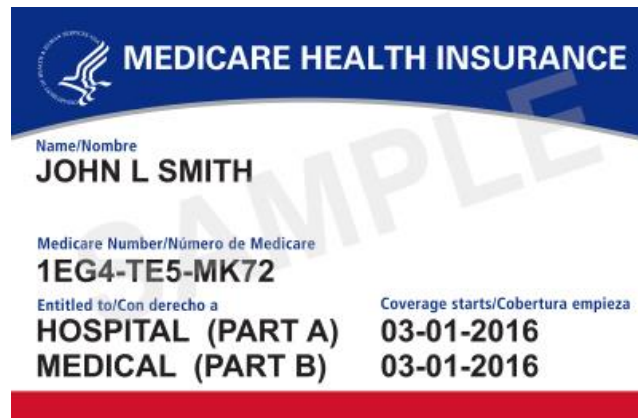 MEDICARE HEALTH INSURANCE
Name/Nombre
JOHN L SMITH
Medicare Number/Número de Medicare
1EG4-TE5-MK72
Entitled to/Con derecho a Coverage starts/Cobertura empieza
HOSPITAL (PART A) 03-01-2016
MEDICAL (PART B) 03-01-2016
SAMPLE